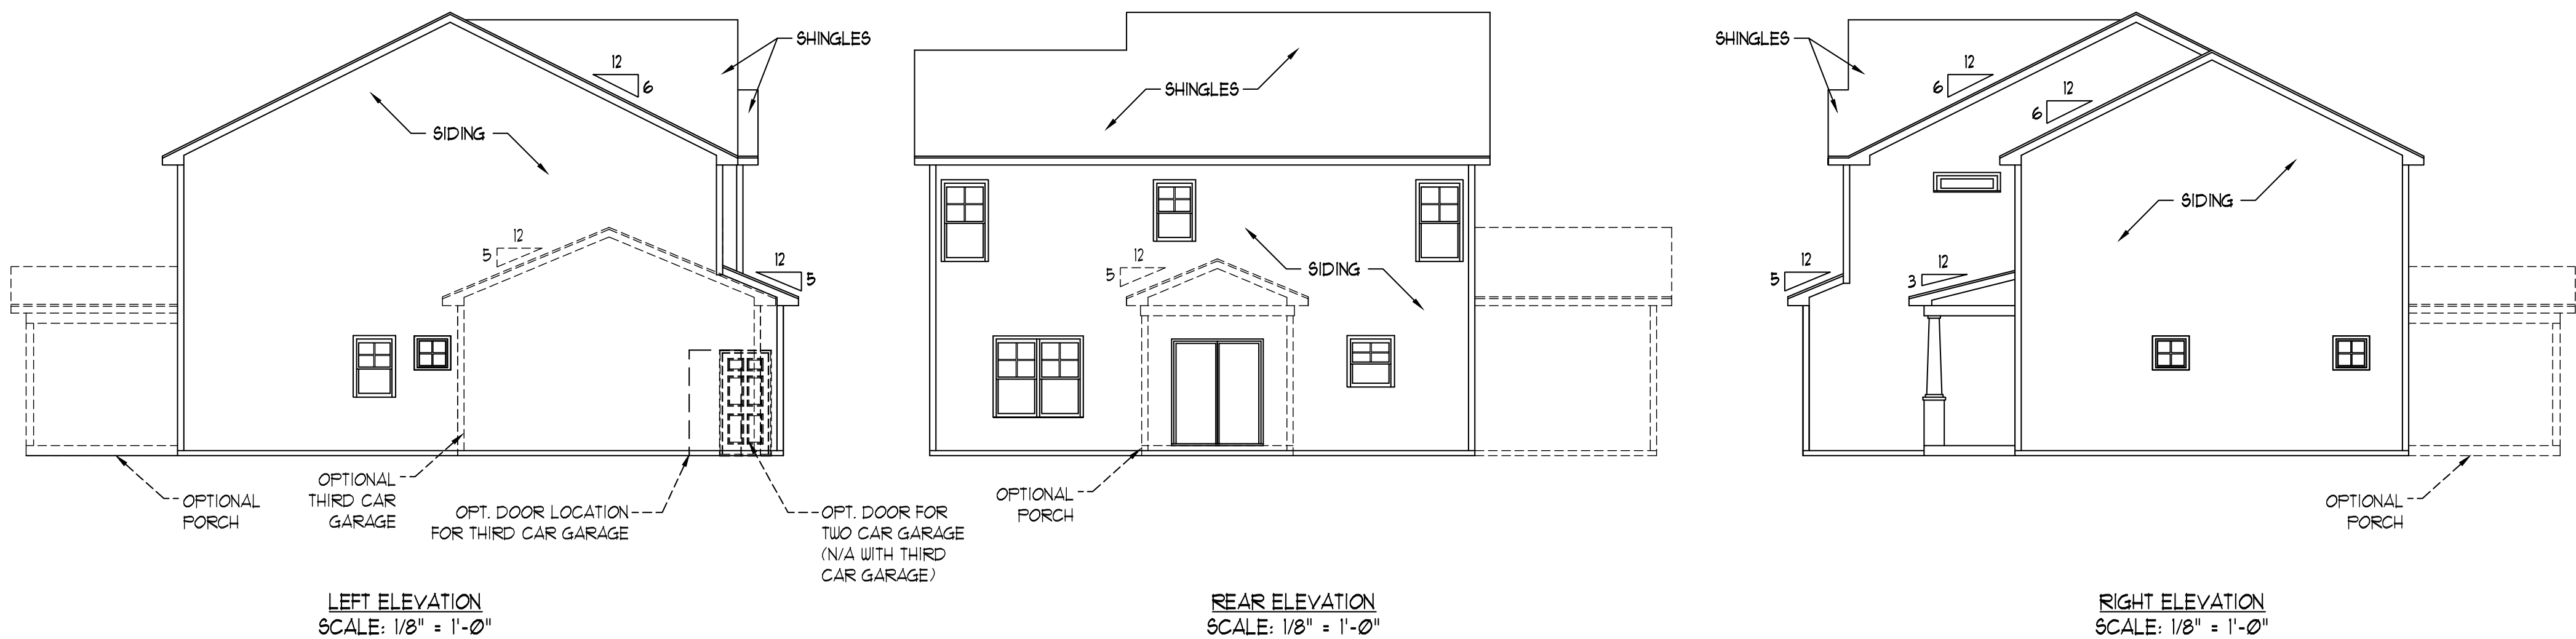 SHINGLES
12
6
SIDING
12
5
12
5
OPTIONAL
PORCH
OPTIONAL
THIRD CAR
GARAGE
OPT. DOOR LOCATION
FOR THIRD CAR GARAGE
OPT. DOOR FOR
TWO CAR GARAGE
(N/A WITH THIRD
CAR GARAGE)
LEFT ELEVATION
SCALE: 1/8" = 1'-0"
SHINGLES
12
5
SIDING
OPTIONAL
PORCH
REAR ELEVATION
SCALE: 1/8" = 1'-0"
SHINGLES
12
6
12
6
SIDING
12
5
12
3
OPTIONAL
PORCH
RIGHT ELEVATION
SCALE: 1/8" = 1'-0"